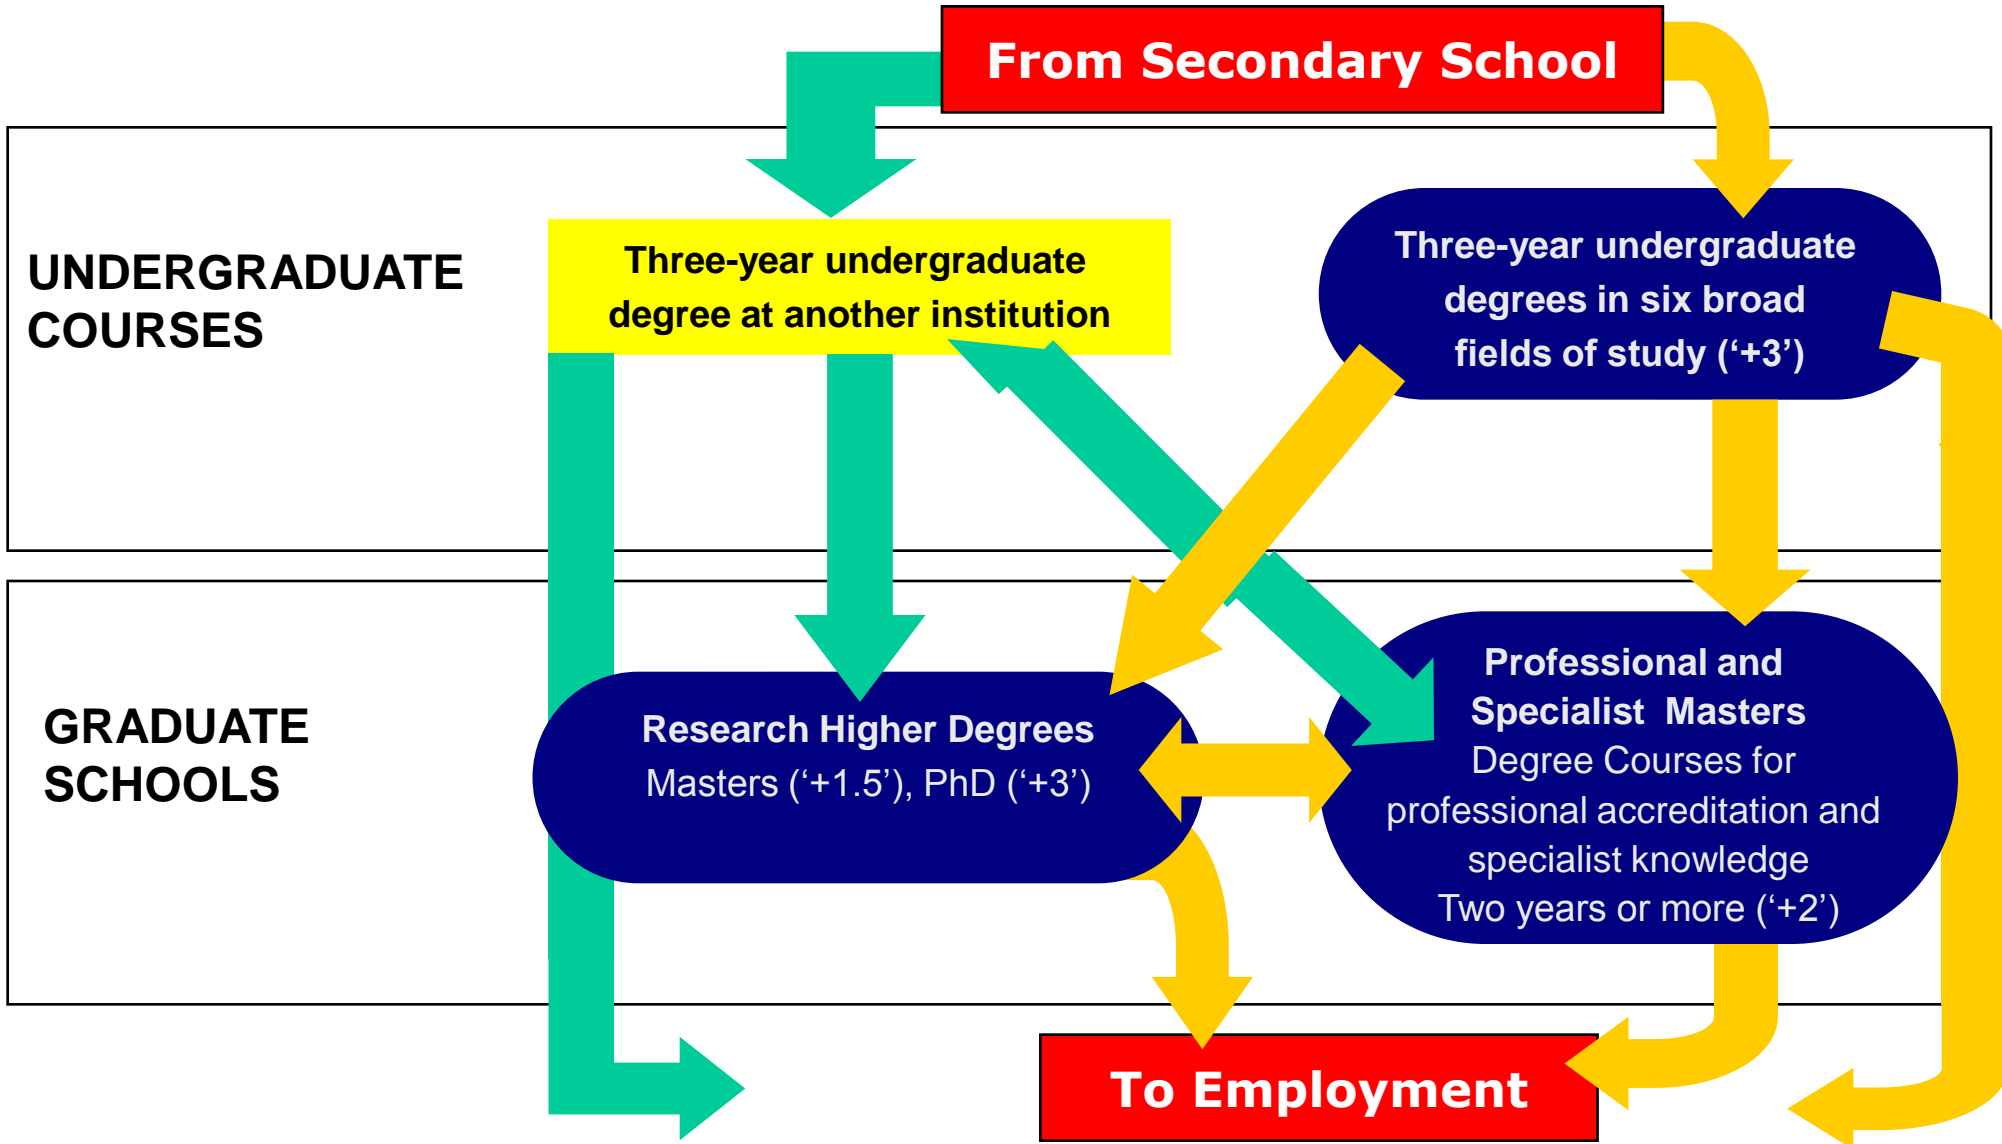 From Secondary School
UNDERGRADUATE
COURSES
Three-year undergraduate
degree at another institution
Three-year undergraduate
degrees in six broad
fields of study (‘+3’)
GRADUATE
SCHOOLS
Research Higher Degrees
Masters (‘+1.5’), PhD (‘+3’)
Professional and
Specialist Masters
Degree Courses for
professional accreditation and
specialist knowledge
Two years or more (‘+2’)
To Employment